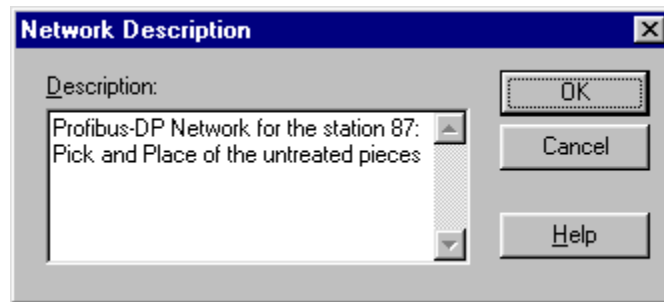 Network Description
Description:
Profibus-DP Network for the station 87:
Pick and Place of the untreated pieces
OK
Cancel
Help